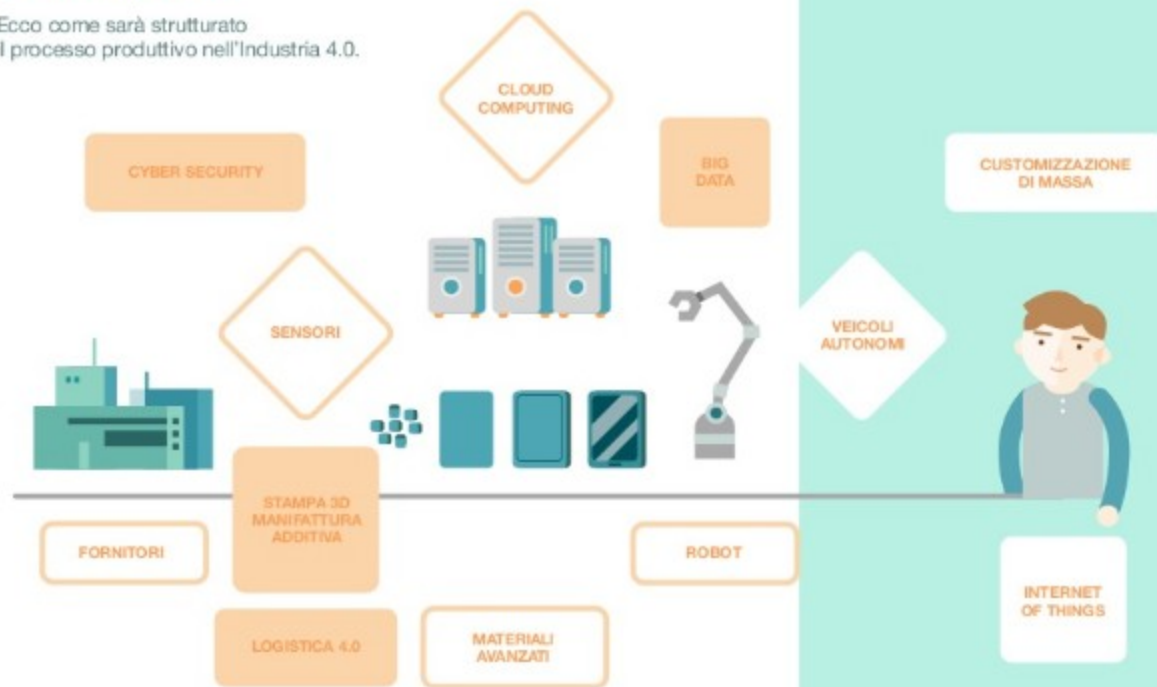 Ecco come sarà strutturato
il processo produttivo nell'Industria 4.0.
CLOUD
COMPUTING
CYBER SECURITY
BIG
DATA
CUSTOMIZZAZIONE
DI MASSA
SENSORI
VEICOLI
AUTONOMI
STAMPA 3D
MANIFATTURA
ADDITIVA
FORNITORI
ROBOT
INTERNET
OF THINGS
LOGISTICA 4.0
MATERIALI
AVANZATI